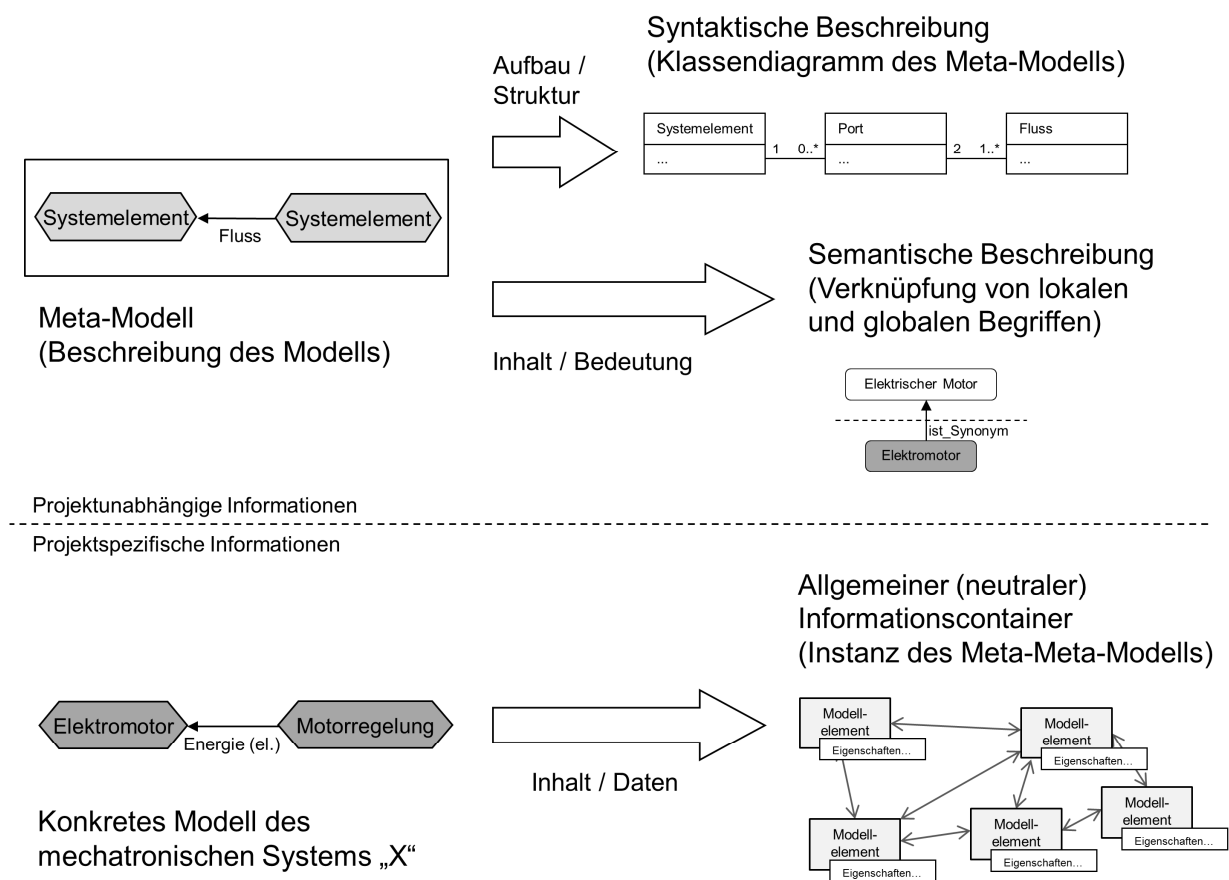 Syntaktische Beschreibung
(Klassendiagramm des Meta-Modells)
Aufbau /
Struktur
Systemelement
...
1 0..*
Port
...
2 1..*
Fluss
...
Systemelement
Fluss
Systemelement
Meta-Modell
(Beschreibung des Modells)
Semantische Beschreibung
(Verknüpfung von lokalen
und globalen Begriffen)
Inhalt / Bedeutung
Elektrischer Motor
ist_Synonym
Elektromotor
Projektunabhängige Informationen
Projektspezifische Informationen
Allgemeiner (neutraler)
Informationscontainer
(Instanz des Meta-Meta-Modells)
Elektromotor
Energie (el.)
Motorregelung
Inhalt / Daten
Konkretes Modell des
mechatronischen Systems „X“
Modell-
element
Eigenschaften...
Modell-
element
Eigenschaften...
Modell-
element
Eigenschaften...
Modell-
element
Eigenschaften...
Modell-
element
Eigenschaften...